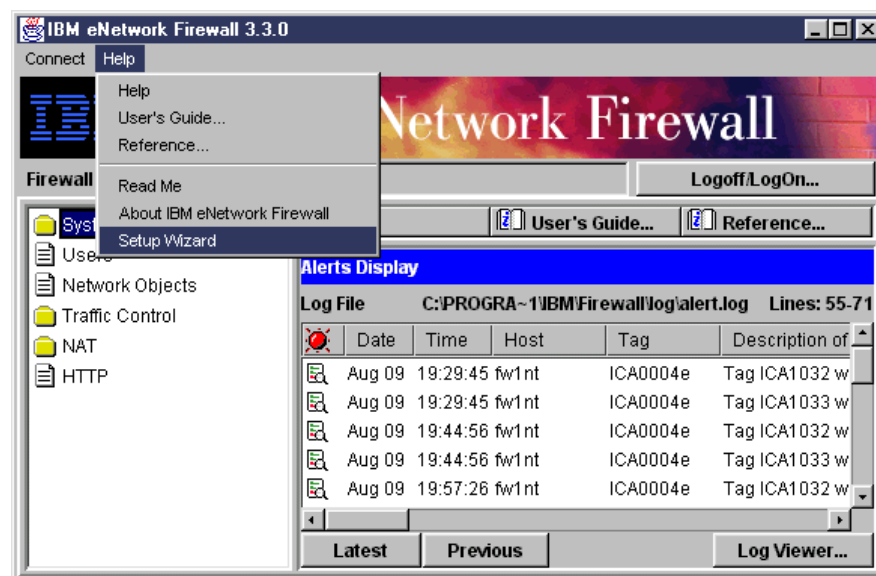 IBM eNetwork Firewall 3.3.0
Connect Help
Help
User's Guide...
Reference...
Read Me
About IBM eNetwork Firewall
Setup Wizard
Network Firewall
Firewall
Logoff/LogOn...
User's Guide...
Reference...
Syst
Users
Network Objects
Traffic Control
NAT
HTTP
Alerts Display
Log File C:\PROGRA~1\IBM\Firewall\log\alert.log Lines: 55-71
Date Time Host Tag Description of
Aug 09 19:29:45 fw1nt ICA0004e Tag ICA1032 w
Aug 09 19:29:45 fw1nt ICA0004e Tag ICA1033 w
Aug 09 19:44:56 fw1nt ICA0004e Tag ICA1032 w
Aug 09 19:44:56 fw1nt ICA0004e Tag ICA1033 w
Aug 09 19:57:26 fw1nt ICA0004e Tag ICA1032 w
Latest Previous Log Viewer...